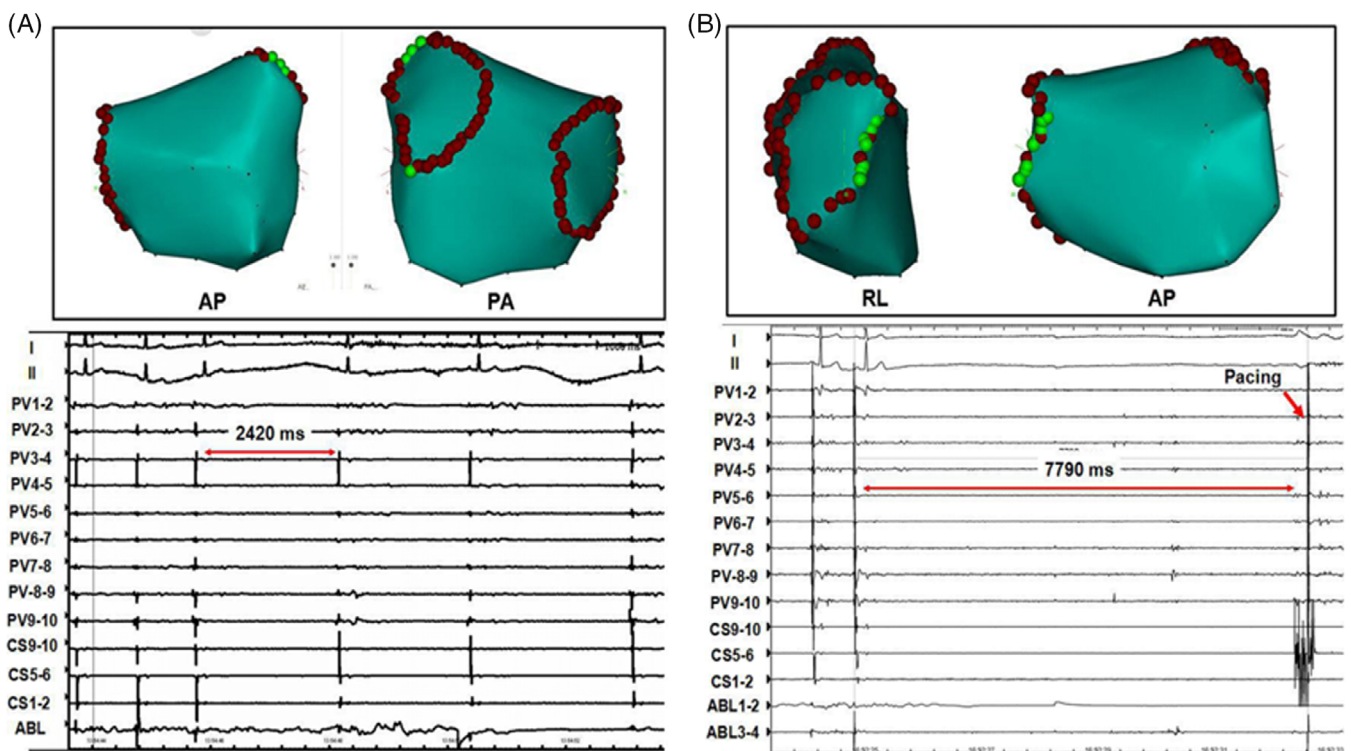 (A)
AP
PA
I
II
PV1-2
PV2-3
PV3-4
PV4-5
PV5-6
PV6-7
PV7-8
PV-8-9
PV9-10
CS9-10
CS5-6
CS1-2
ABL
2420 ms
(B)
RL
AP
I
II
PV1-2
PV2-3
PV3-4
PV4-5
PV5-6
PV6-7
PV7-8
PV-8-9
PV9-10
CS9-10
CS5-6
CS1-2
ABL1-2
ABL3-4
Pacing
7790 ms